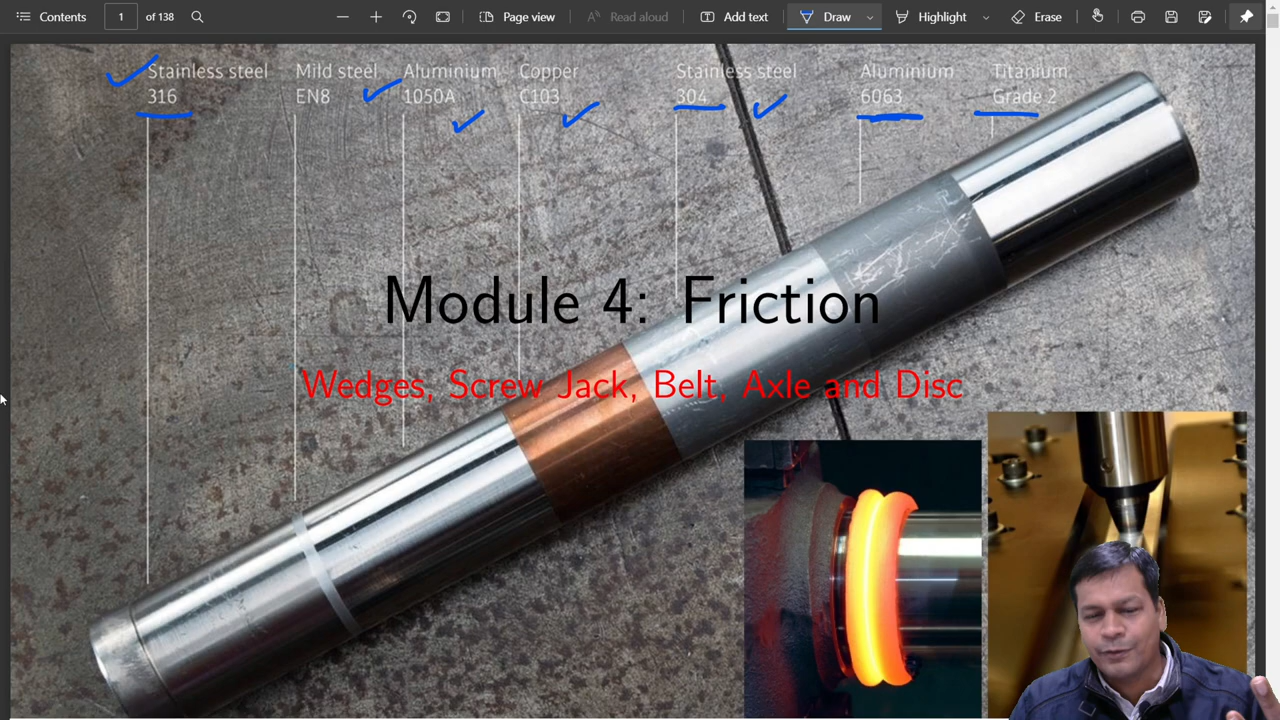 Contents
1
of 138
Page view
Read aloud
Add text
Draw
Highlight
Erase
Stainless steel
316
Mild steel
EN8
Aluminium
1050A
Copper
C103
Stainless steel
304
Aluminium
6063
Titanium
Grade 2
Module 4: Friction
Wedges, Screw Jack, Belt, Axle and Disc